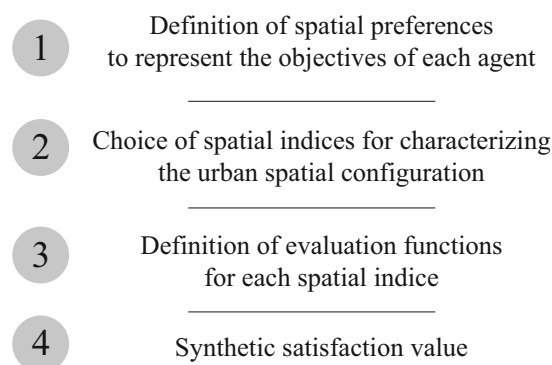 1
Definition of spatial preferences
to represent the objectives of each agent
2
Choice of spatial indices for characterizing
the urban spatial configuration
3
Definition of evaluation functions
for each spatial indice
4
Synthetic satisfaction value